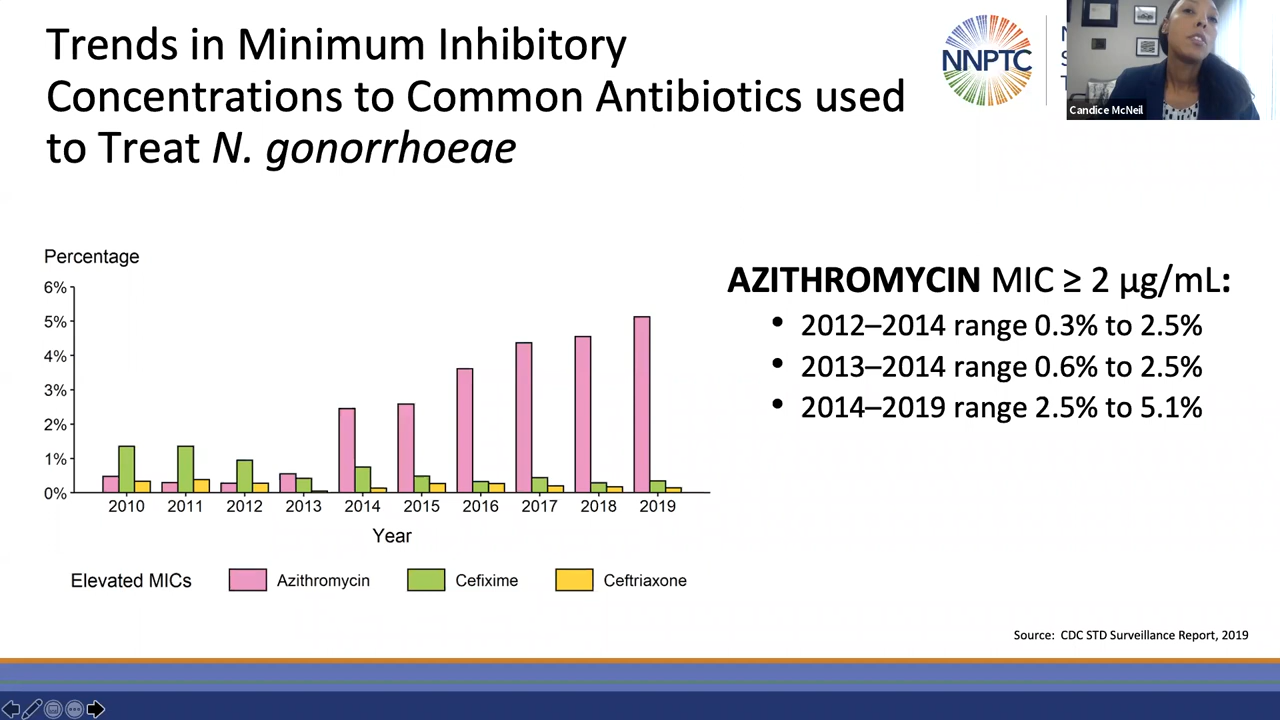 Trends in Minimum Inhibitory
Concentrations to Common Antibiotics used
to Treat N. gonorrhoeae
NNPTC
N
S
T
Candice McNeil
Percentage
6%
5%
4%
3%
2%
1%
0%
2010 2011 2012 2013 2014 2015 2016 2017 2018 2019
Year
Elevated MICs Azithromycin Cefixime Ceftriaxone
AZITHROMYCIN MIC ≥ 2 µg/mL:
• 2012–2014 range 0.3% to 2.5%
• 2013–2014 range 0.6% to 2.5%
• 2014–2019 range 2.5% to 5.1%
Source: CDC STD Surveillance Report, 2019